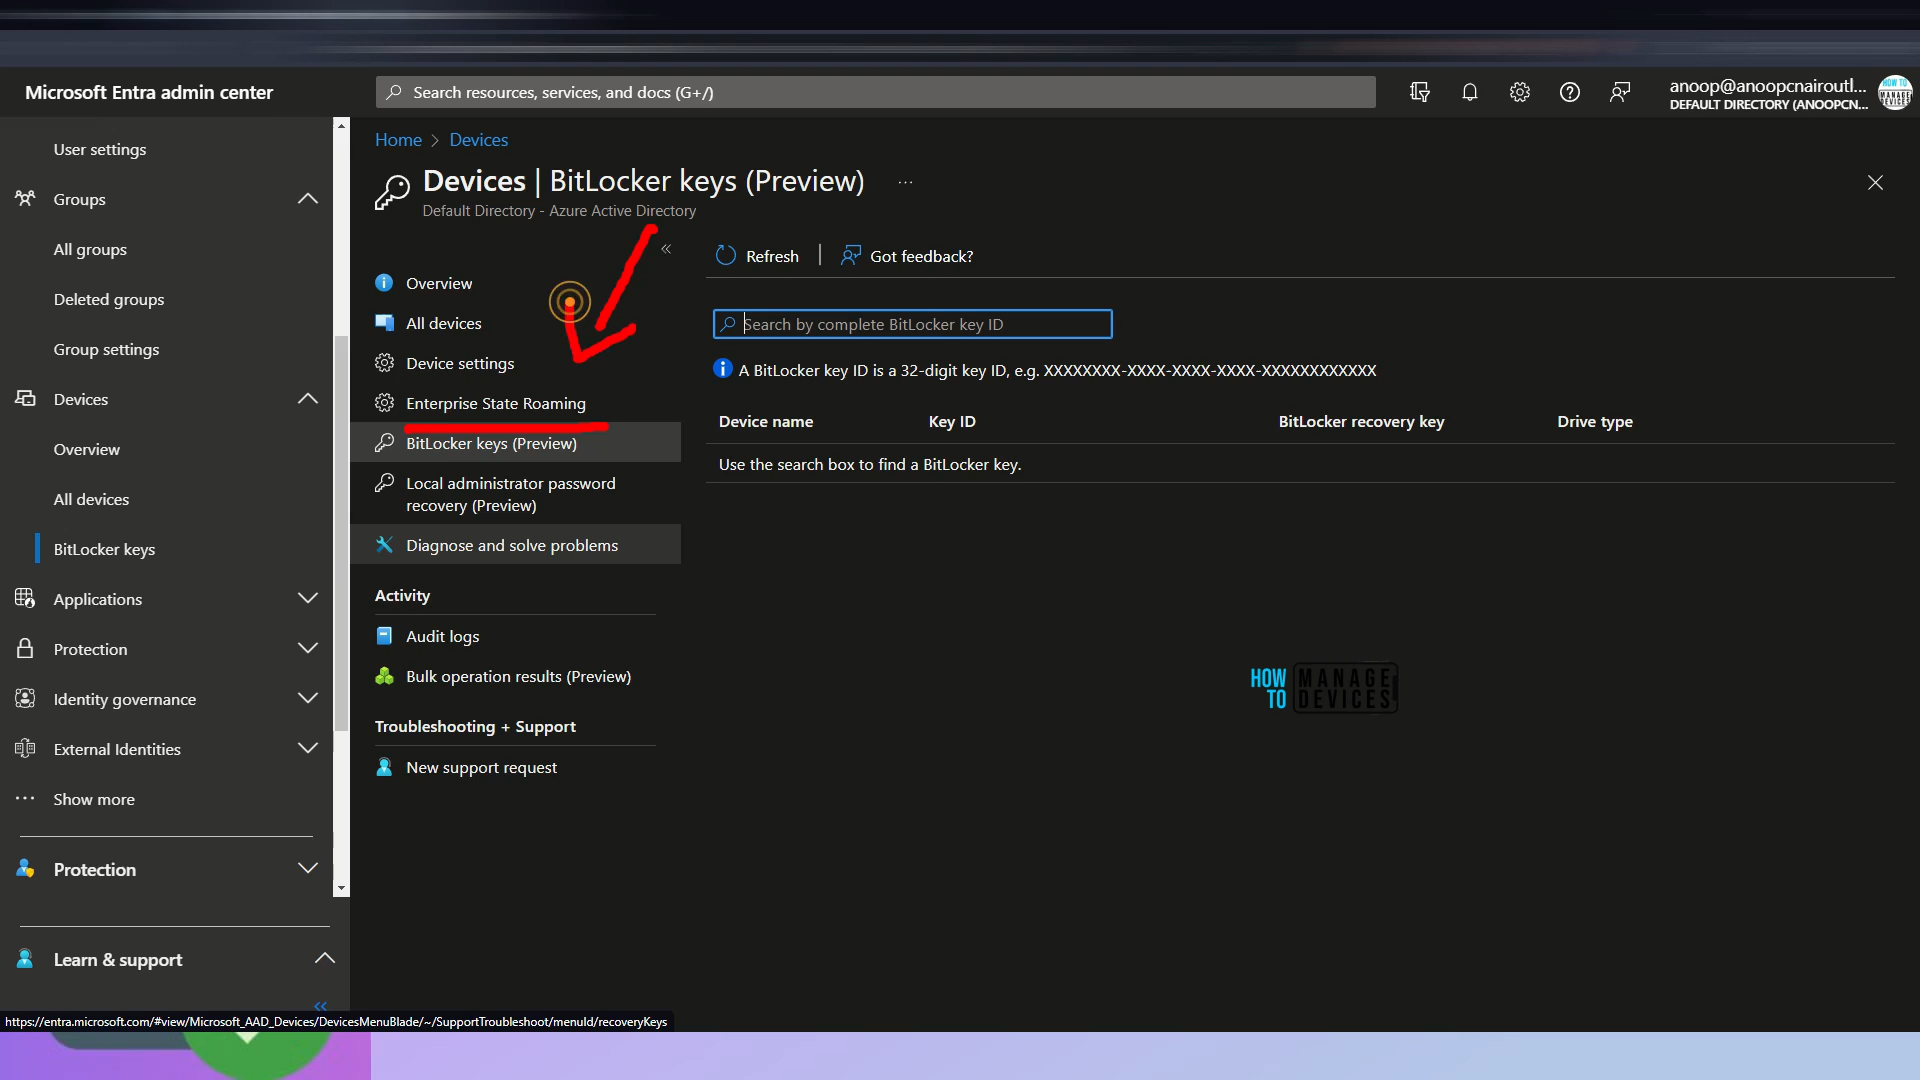 Microsoft Entra admin center
Search resources, services, and docs (G+/)
anoop@anoopcnairoutl...
DEFAULT DIRECTORY (ANOOPCN...
HOW TO
MANAGE
DEVICES
User settings
Groups
All groups
Deleted groups
Group settings
Devices
Overview
All devices
BitLocker keys
Applications
Protection
Identity governance
External Identities
Show more
Protection
Learn & support
Home > Devices
Devices | BitLocker keys (Preview) ...
Default Directory - Azure Active Directory
Overview
All devices
Device settings
Enterprise State Roaming
BitLocker keys (Preview)
Local administrator password
recovery (Preview)
Diagnose and solve problems
Activity
Audit logs
Bulk operation results (Preview)
Troubleshooting + Support
New support request
Refresh | Got feedback?
Search by complete BitLocker key ID
A BitLocker key ID is a 32-digit key ID, e.g. XXXXXXXX-XXXX-XXXX-XXXX-XXXXXXXXXXXX
Device name Key ID BitLocker recovery key Drive type
Use the search box to find a BitLocker key.
HOW MANAGE
TO DEVICES
https://entra.microsoft.com/#view/Microsoft_AAD_Devices/DevicesMenuBlade/~/SupportTroubleshoot/menuId/recoveryKeys